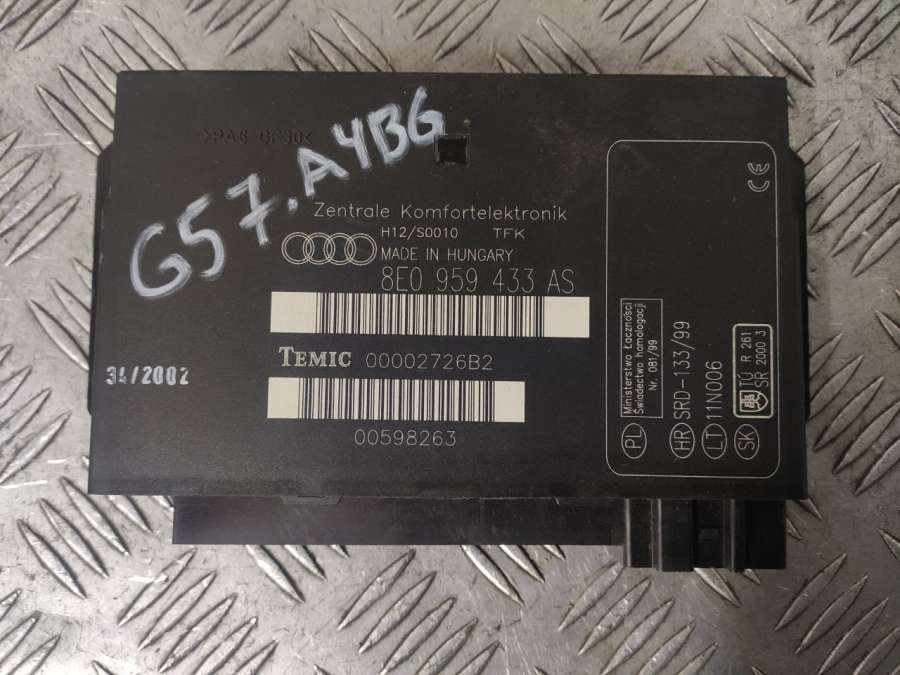 >PA6-GF30<
G57.A4B6
Zentrale Komfortelektronik
H12/S0010 TFK
MADE IN HUNGARY
8E0 959 433 AS
TEMIC 00002726B2
34/2002
00598263
CE
PL
Ministerstwo Łączności
Świadectwo homologacji
Nr. 081/99
HR SRD-133/99
LT 11N006
SK TÚ R 261
SR 2000 3